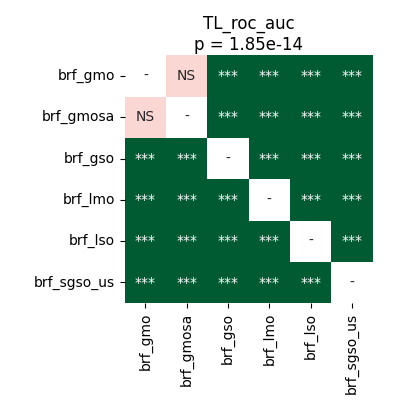 TL_roc_auc
p = 1.85e-14
brf_gmo - NS *** *** *** ***
brf_gmosa NS - *** *** *** ***
brf_gso *** *** - *** *** ***
brf_lmo *** *** *** - *** ***
brf_lso *** *** *** *** - ***
brf_sgso_us *** *** *** *** *** -
brf_gmo
brf_gmosa
brf_gso
brf_lmo
brf_lso
brf_sgso_us